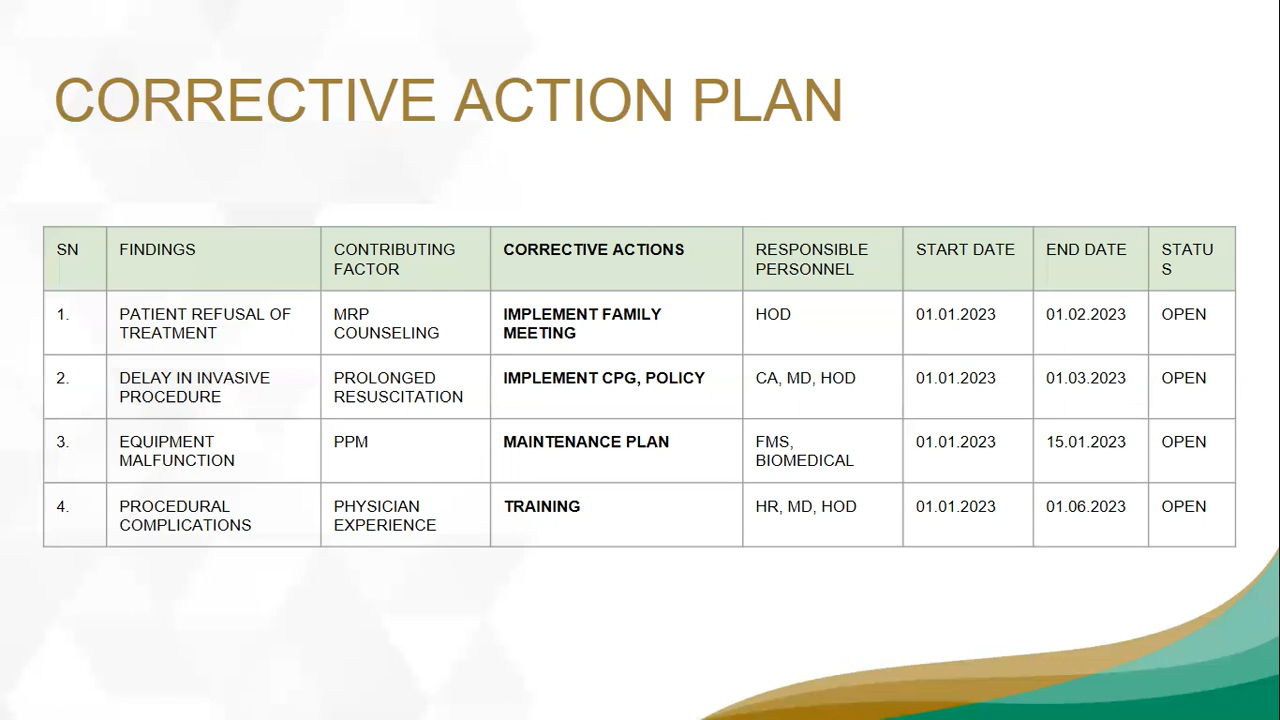 CORRECTIVE ACTION PLAN
SN FINDINGS CONTRIBUTING FACTOR CORRECTIVE ACTIONS RESPONSIBLE PERSONNEL START DATE END DATE STATUS
1. PATIENT REFUSAL OF TREATMENT MRP COUNSELING IMPLEMENT FAMILY MEETING HOD 01.01.2023 01.02.2023 OPEN
2. DELAY IN INVASIVE PROCEDURE PROLONGED RESUSCITATION IMPLEMENT CPG, POLICY CA, MD, HOD 01.01.2023 01.03.2023 OPEN
3. EQUIPMENT MALFUNCTION PPM MAINTENANCE PLAN FMS, BIOMEDICAL 01.01.2023 15.01.2023 OPEN
4. PROCEDURAL COMPLICATIONS PHYSICIAN EXPERIENCE TRAINING HR, MD, HOD 01.01.2023 01.06.2023 OPEN